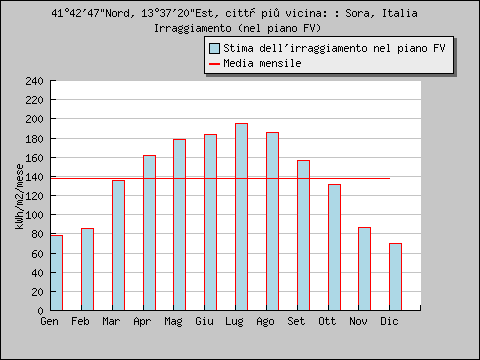 41°42'47"Nord, 13°37'20"Est, cittŕ piů vicina: : Sora, Italia
Irraggiamento (nel piano FV)
Stima dell'irraggiamento nel piano FV
Media mensile
kWh/m2/mese
240
220
200
180
160
140
120
100
80
60
40
20
0
Gen Feb Mar Apr Mag Giu Lug Ago Set Ott Nov Dic